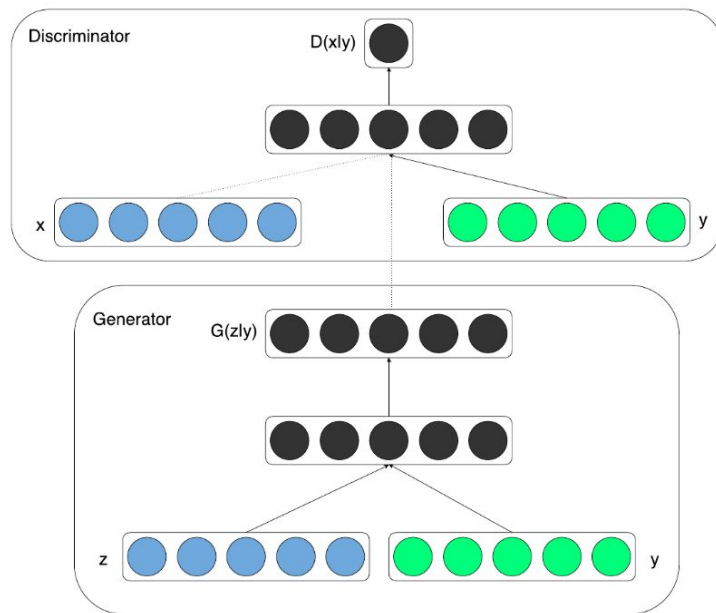 Discriminator
D(x|y)
x
y
Generator
G(z|y)
z
y